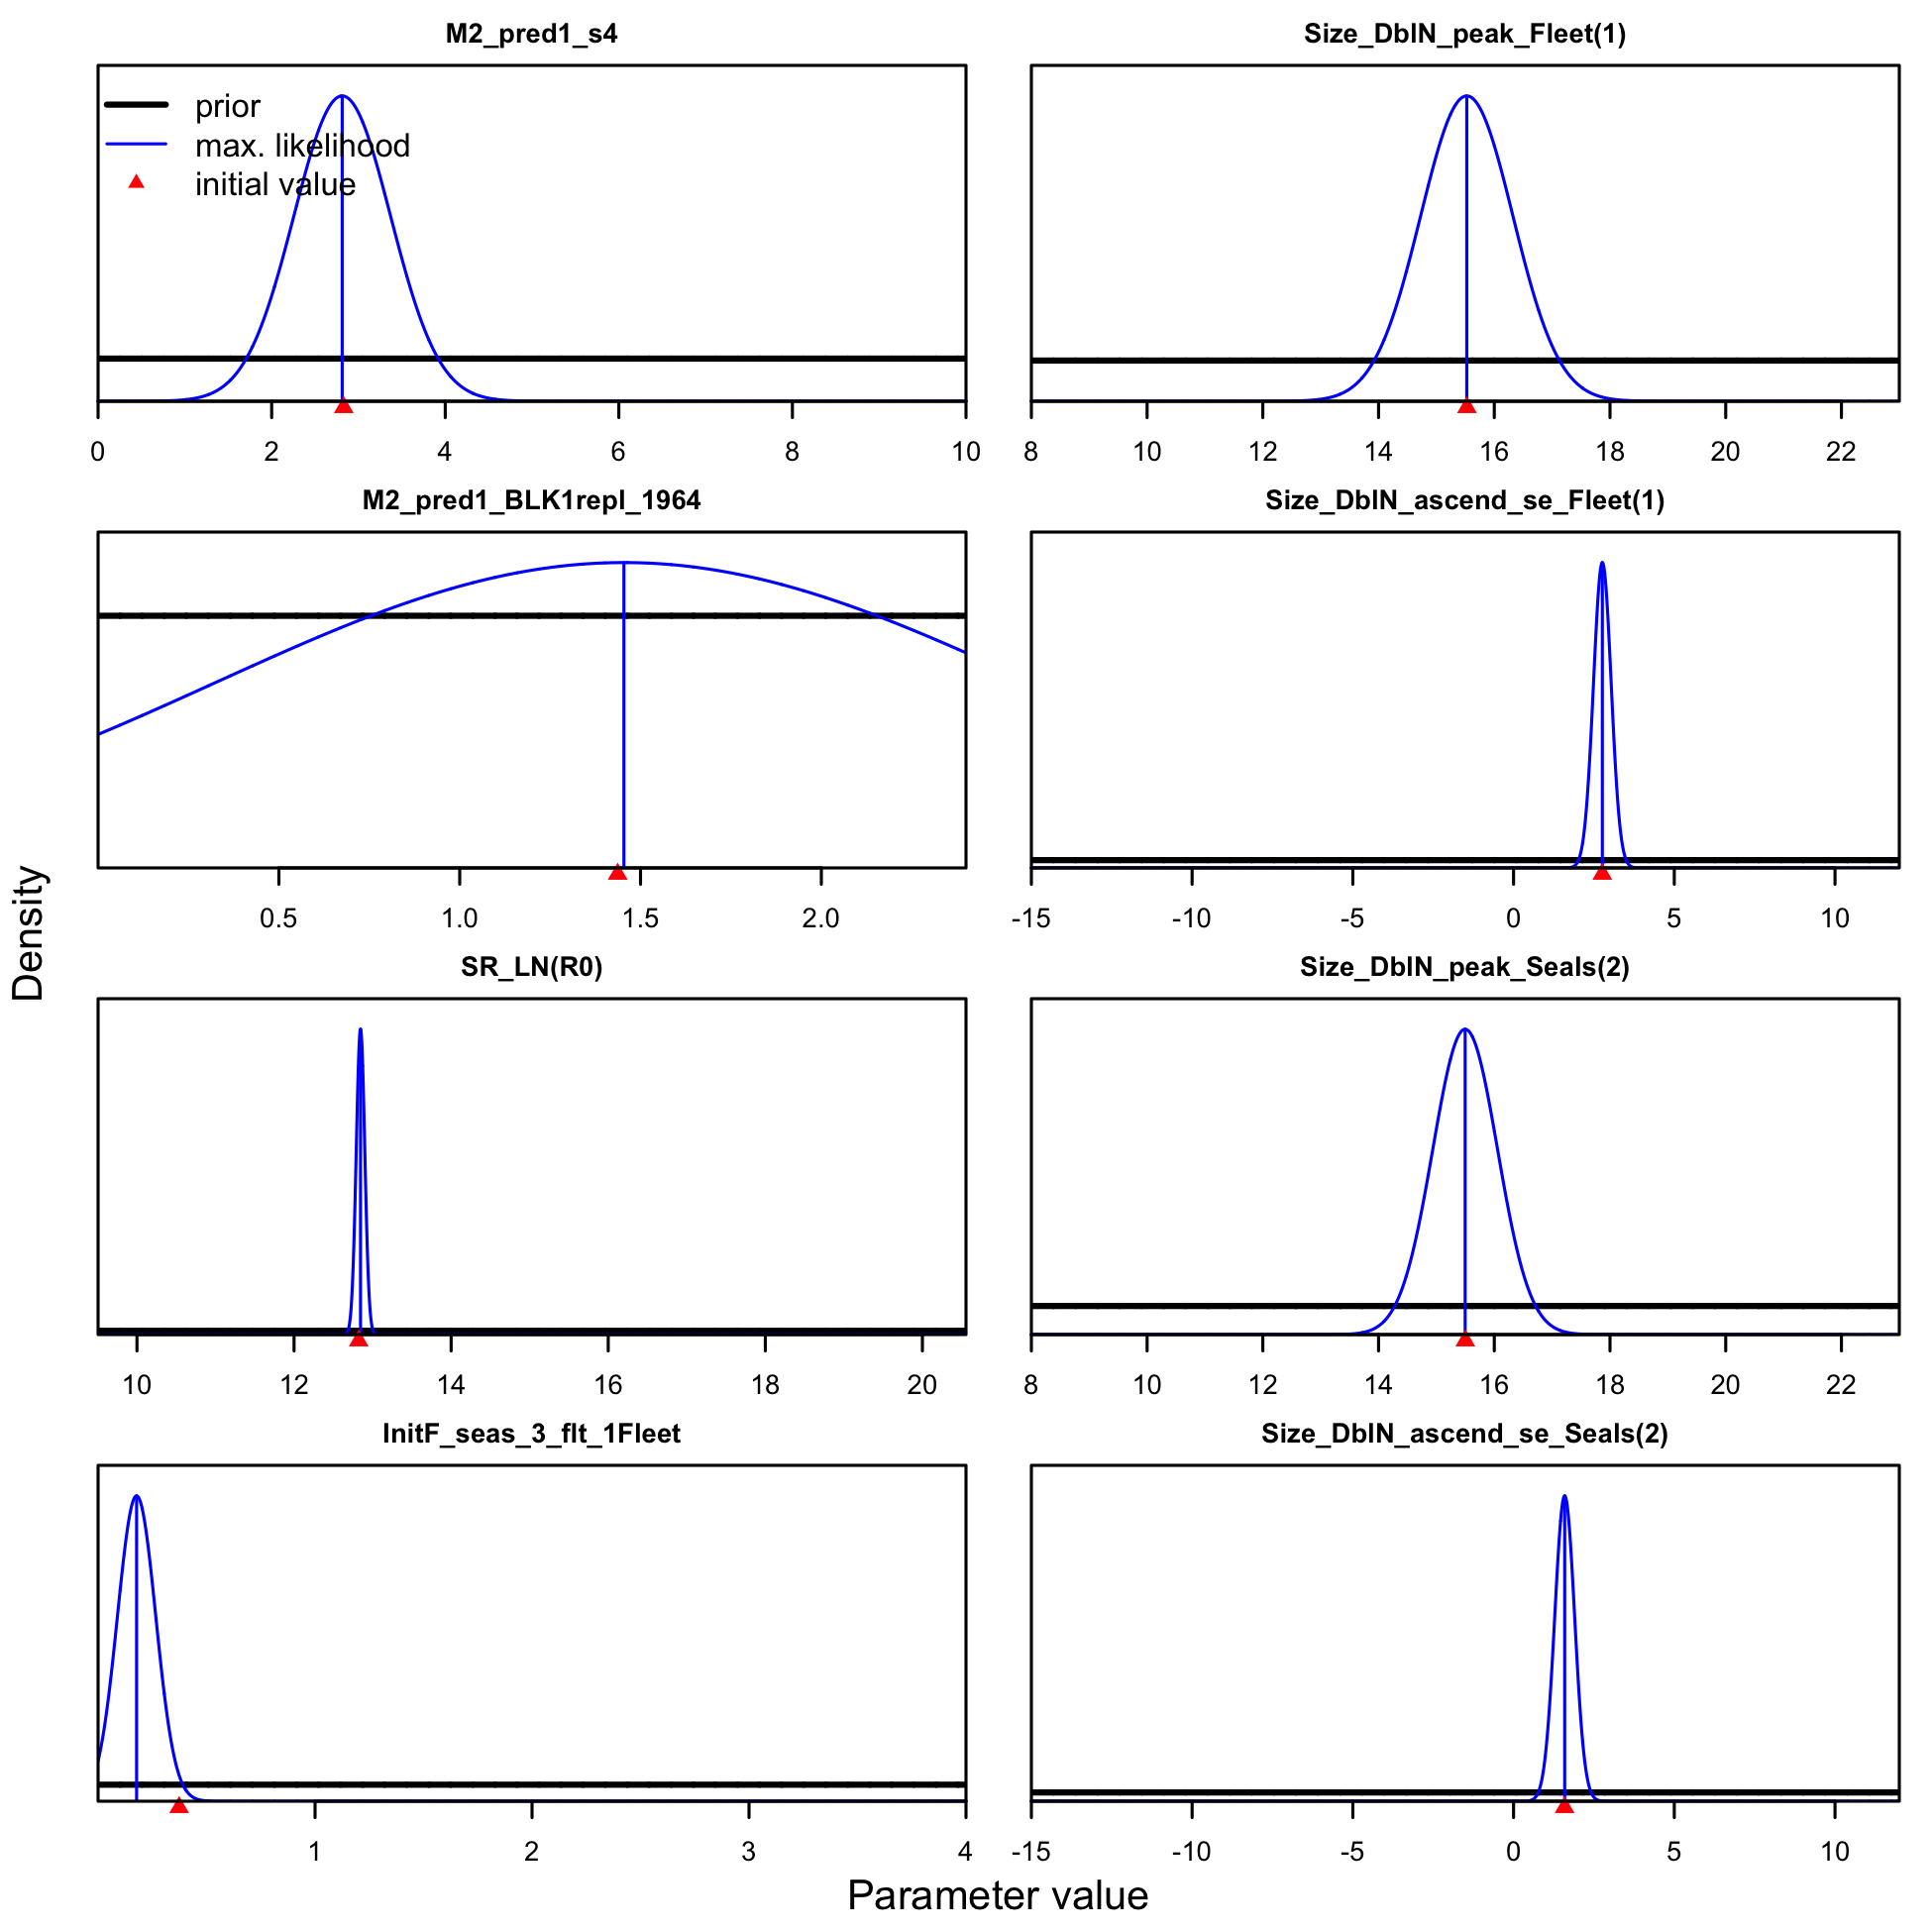 M2_pred1_s4
prior
max. likelihood
initial value
0 2 4 6 8 10
Size_DblN_peak_Fleet(1)
8 10 12 14 16 18 20 22
M2_pred1_BLK1repl_1964
0.5 1.0 1.5 2.0
Size_DblN_ascend_se_Fleet(1)
-15 -10 -5 0 5 10
SR_LN(R0)
10 12 14 16 18 20
Size_DblN_peak_Seals(2)
8 10 12 14 16 18 20 22
InitF_seas_3_flt_1Fleet
1 2 3 4
Size_DblN_ascend_se_Seals(2)
-15 -10 -5 0 5 10
Density
Parameter value